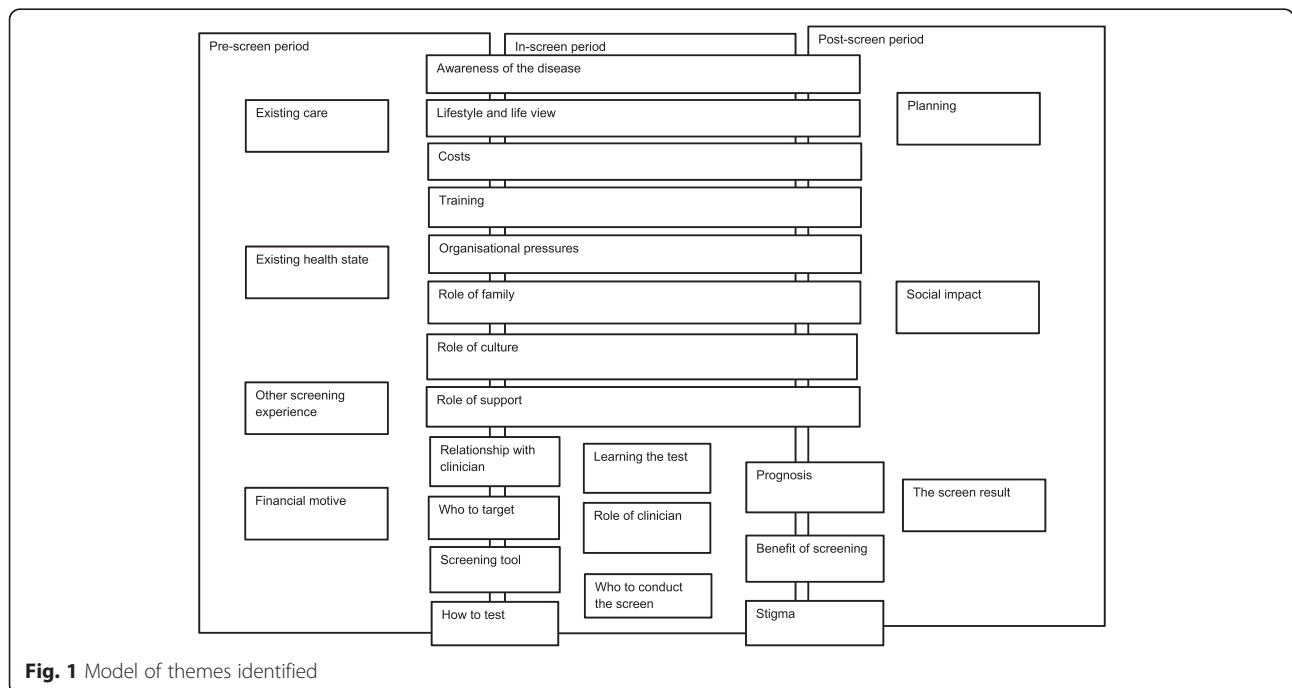 Pre-screen period
In-screen period
Post-screen period
Awareness of the disease
Existing care
Lifestyle and life view
Planning
Costs
Training
Organisational pressures
Existing health state
Role of family
Social impact
Role of culture
Other screening
experience
Role of support
Relationship with
clinician
Learning the test
Prognosis
The screen result
Financial motive
Who to target
Role of clinician
Benefit of screening
Screening tool
Who to conduct
the screen
How to test
Stigma
Fig. 1 Model of themes identified